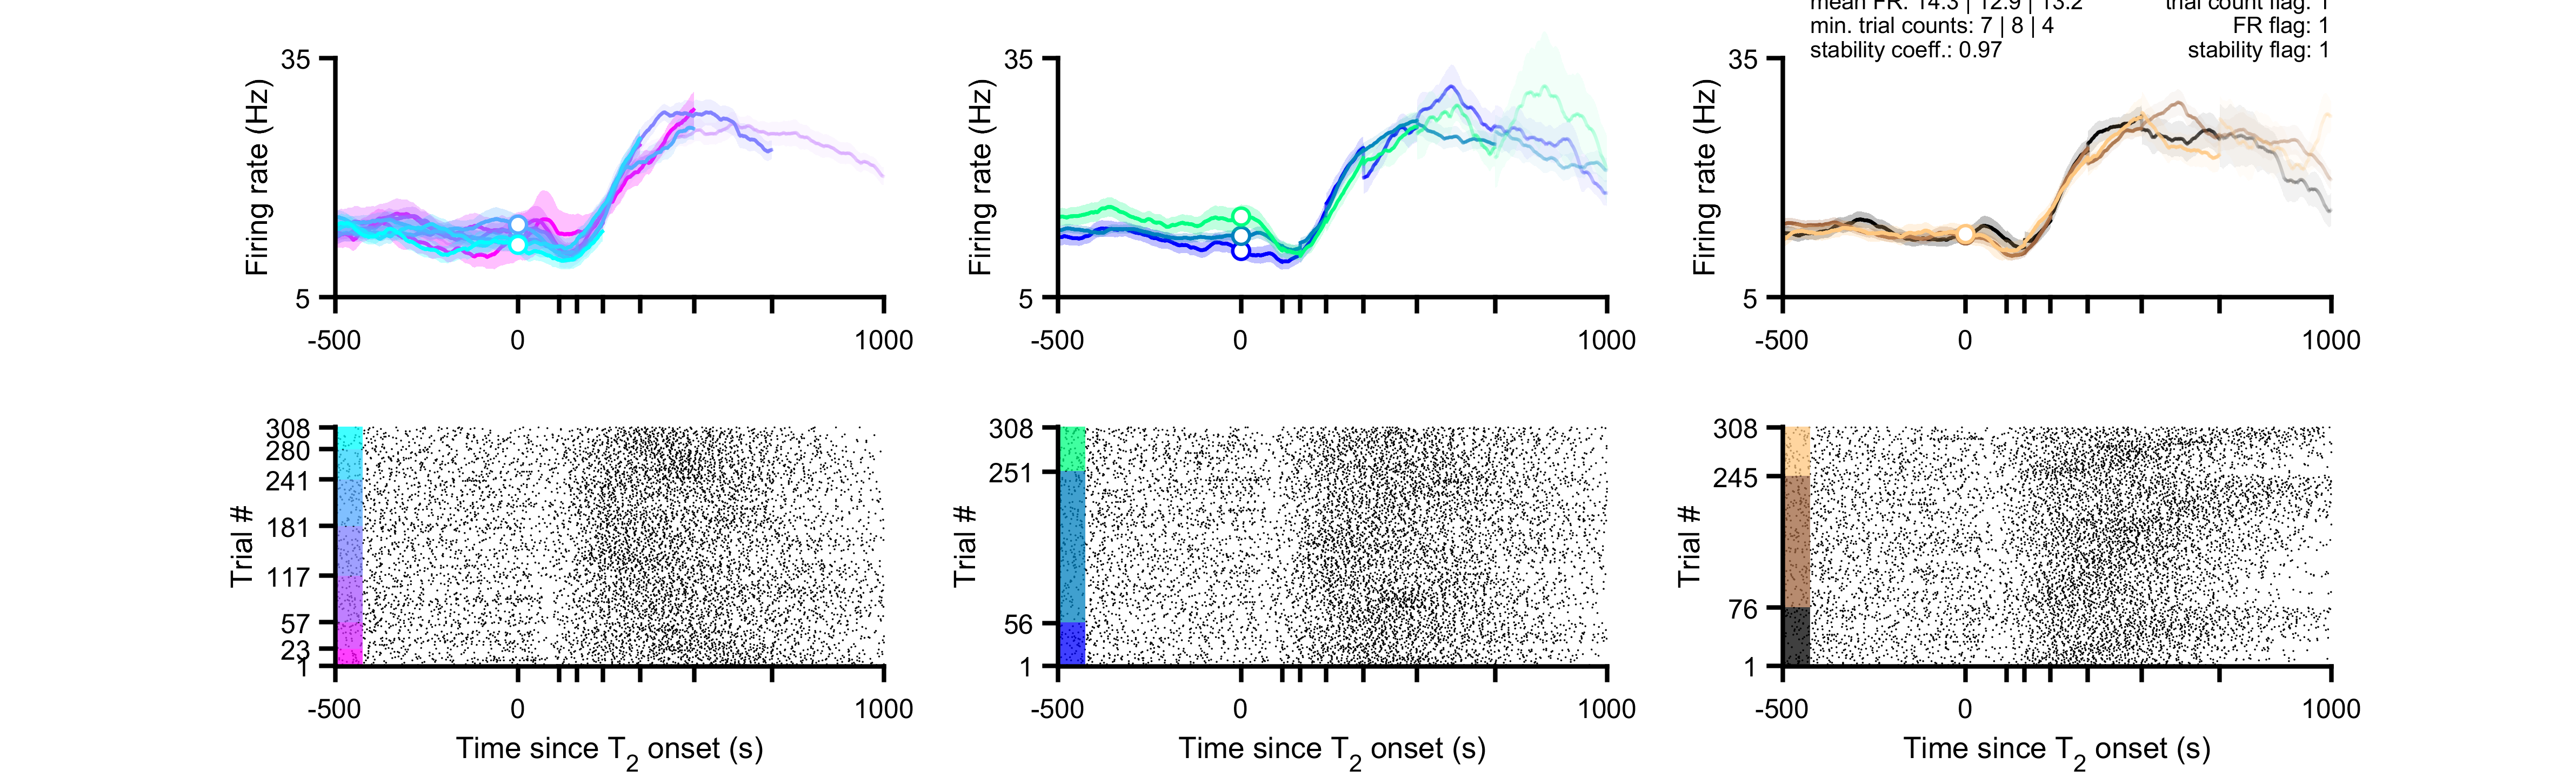 mean FR: 14.3 | 12.9 | 13.2 trial count flag: 1
min. trial counts: 7 | 8 | 4 FR flag: 1
stability coeff.: 0.97 stability flag: 1
35 35 35
Firing rate (Hz) Firing rate (Hz) Firing rate (Hz)
5 5 5
-500 0 1000 -500 0 1000 -500 0 1000
308 308 308
280
251
245
241
181
Trial # Trial # Trial #
117
76
57 56
23
1 1 1
-500 0 1000 -500 0 1000 -500 0 1000
Time since T2 onset (s) Time since T2 onset (s) Time since T2 onset (s)